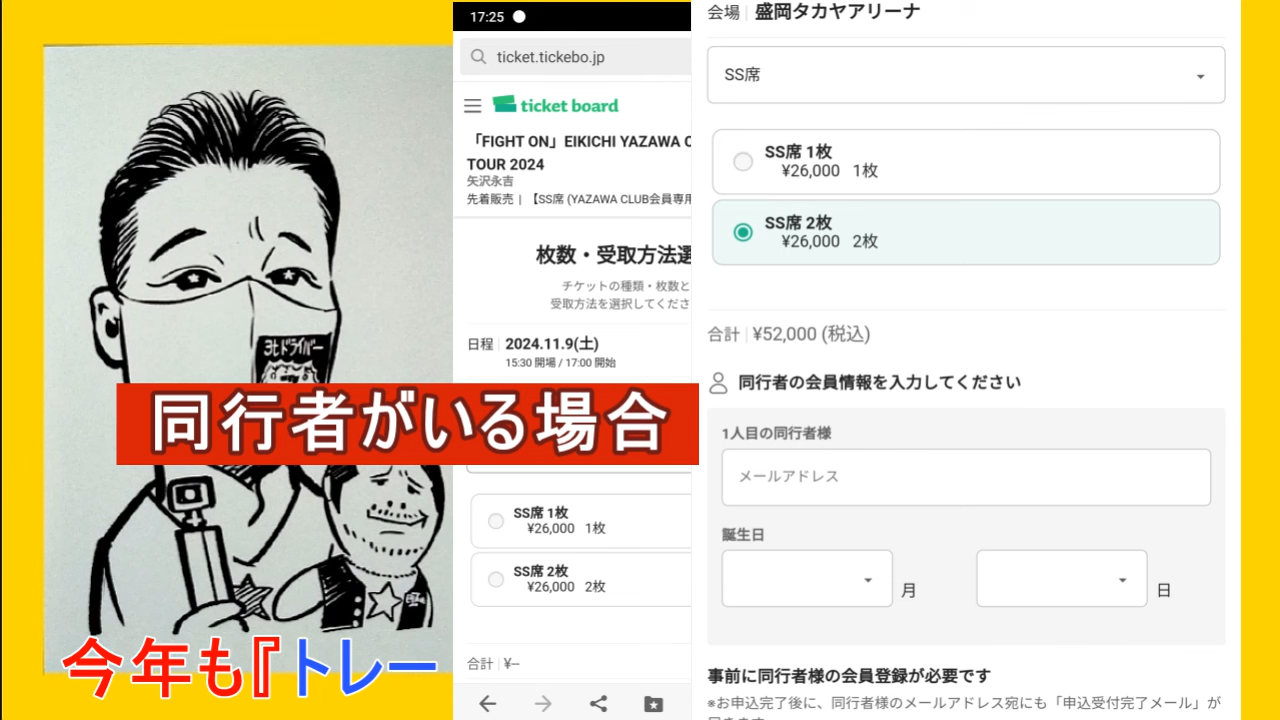 17:25
ticket.tickebo.jp
ticket board
「FIGHT ON」EIKICHI YAZAWA C
TOUR 2024
矢沢永吉
先着販売 | 【SS席 (YAZAWA CLUB会員専用
枚数・受取方法選
チケットの種類・枚数と
受取方法を選択してくださ
日程 2024.11.9(土)
15:30 開場 / 17:00 開始
SS席 1枚
¥26,000 1枚
SS席 2枚
¥26,000 2枚
合計 ¥--
会場 盛岡タカヤアリーナ
SS席
SS席 1枚
¥26,000 1枚
SS席 2枚
¥26,000 2枚
合計 ¥52,000 (税込)
同行者の会員情報を入力してください
1人目の同行者様
メールアドレス
誕生日
月 日
事前に同行者様の会員登録が必要です
※お申込完了後に、同行者様のメールアドレス宛にも「申込受付完了メール」が
ヨヒドライバー
同行者がいる場合
今年も『トレー